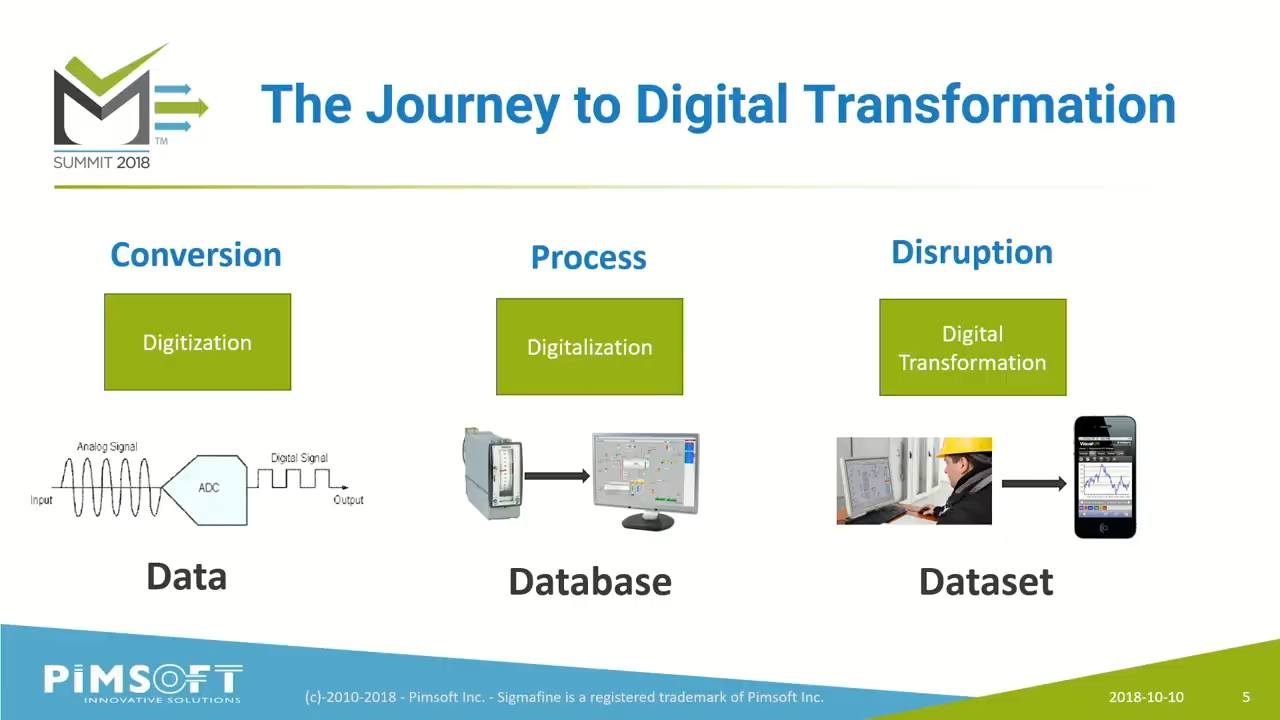 The Journey to Digital Transformation
TM
SUMMIT 2018
Conversion
Process
Disruption
Digitization
Digitalization
Digital
Transformation
Analog Signal
Digital Signal
ADC
Input
Output
Data
Database
Dataset
PiMSOFT
INNOVATIVE SOLUTIONS
(c)-2010-2018 - Pimsoft Inc. - Sigmafine is a registered trademark of Pimsoft Inc.
2018-10-10
5